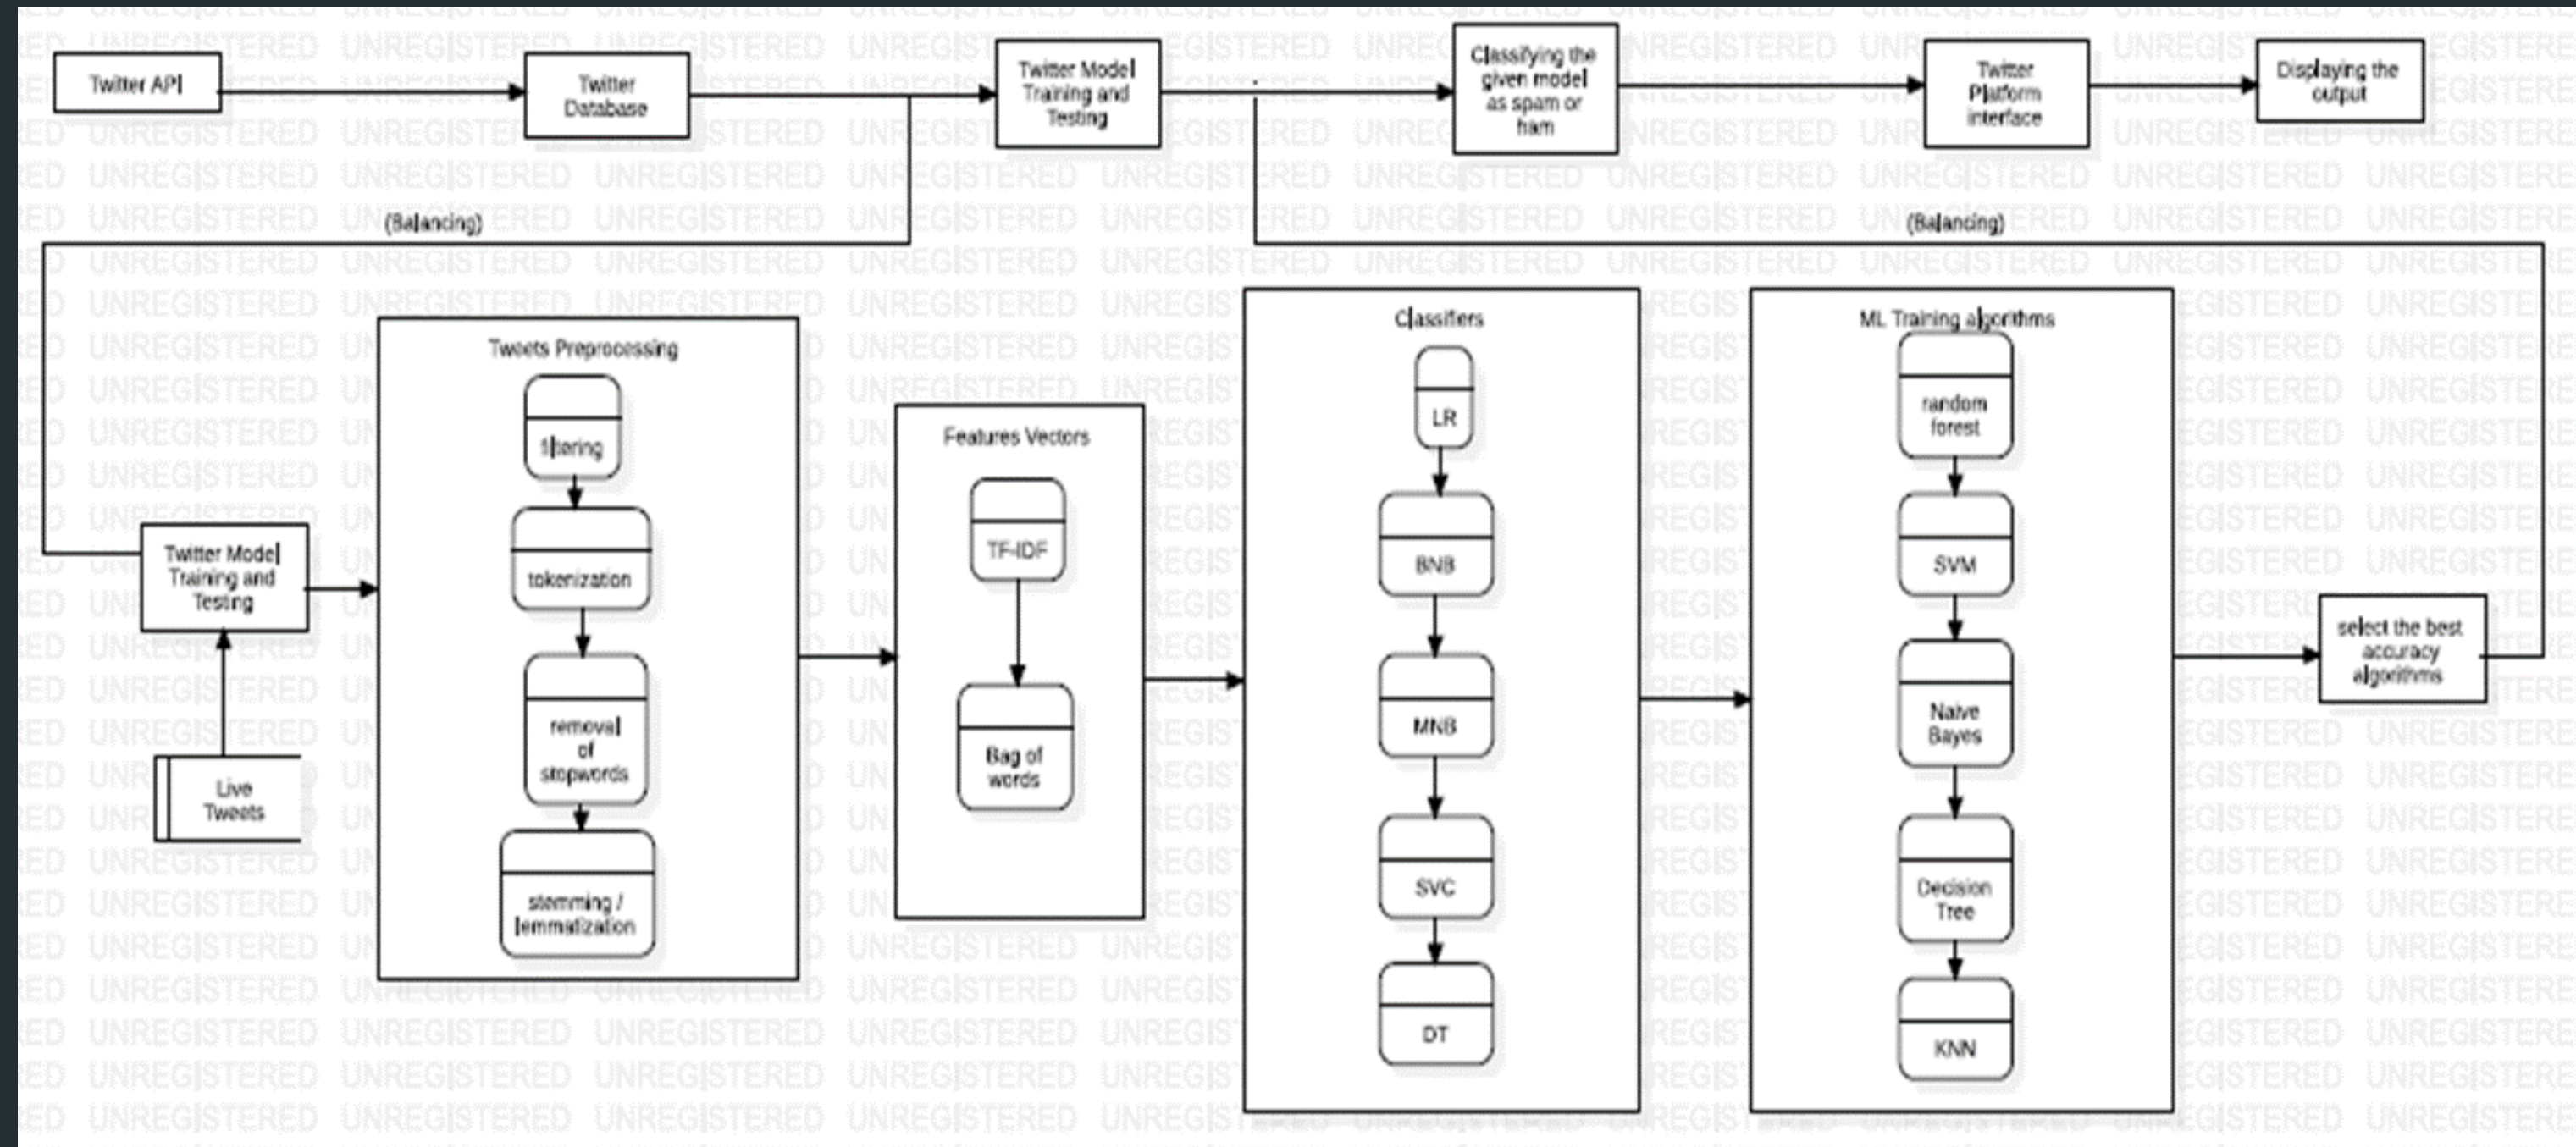 Twitter API
Twitter
Database
Twitter Model
Training and
Testing
Classifying the
given model
as spam or
ham
Twitter
Platform
interface
Displaying the
output
(Balancing)
(Balancing)
Twitter Model
Training and
Testing
Live
Tweets
Tweets Preprocessing
filtering
tokenization
removal
of
stopwords
stemming /
lemmatization
Features Vectors
TF-IDF
Bag of
words
Classifiers
LR
BNB
MNB
SVC
DT
ML Training algorithms
random
forest
SVM
Naive
Bayes
Decision
Tree
KNN
select the best
accuracy
algorithms
UNREGISTERED